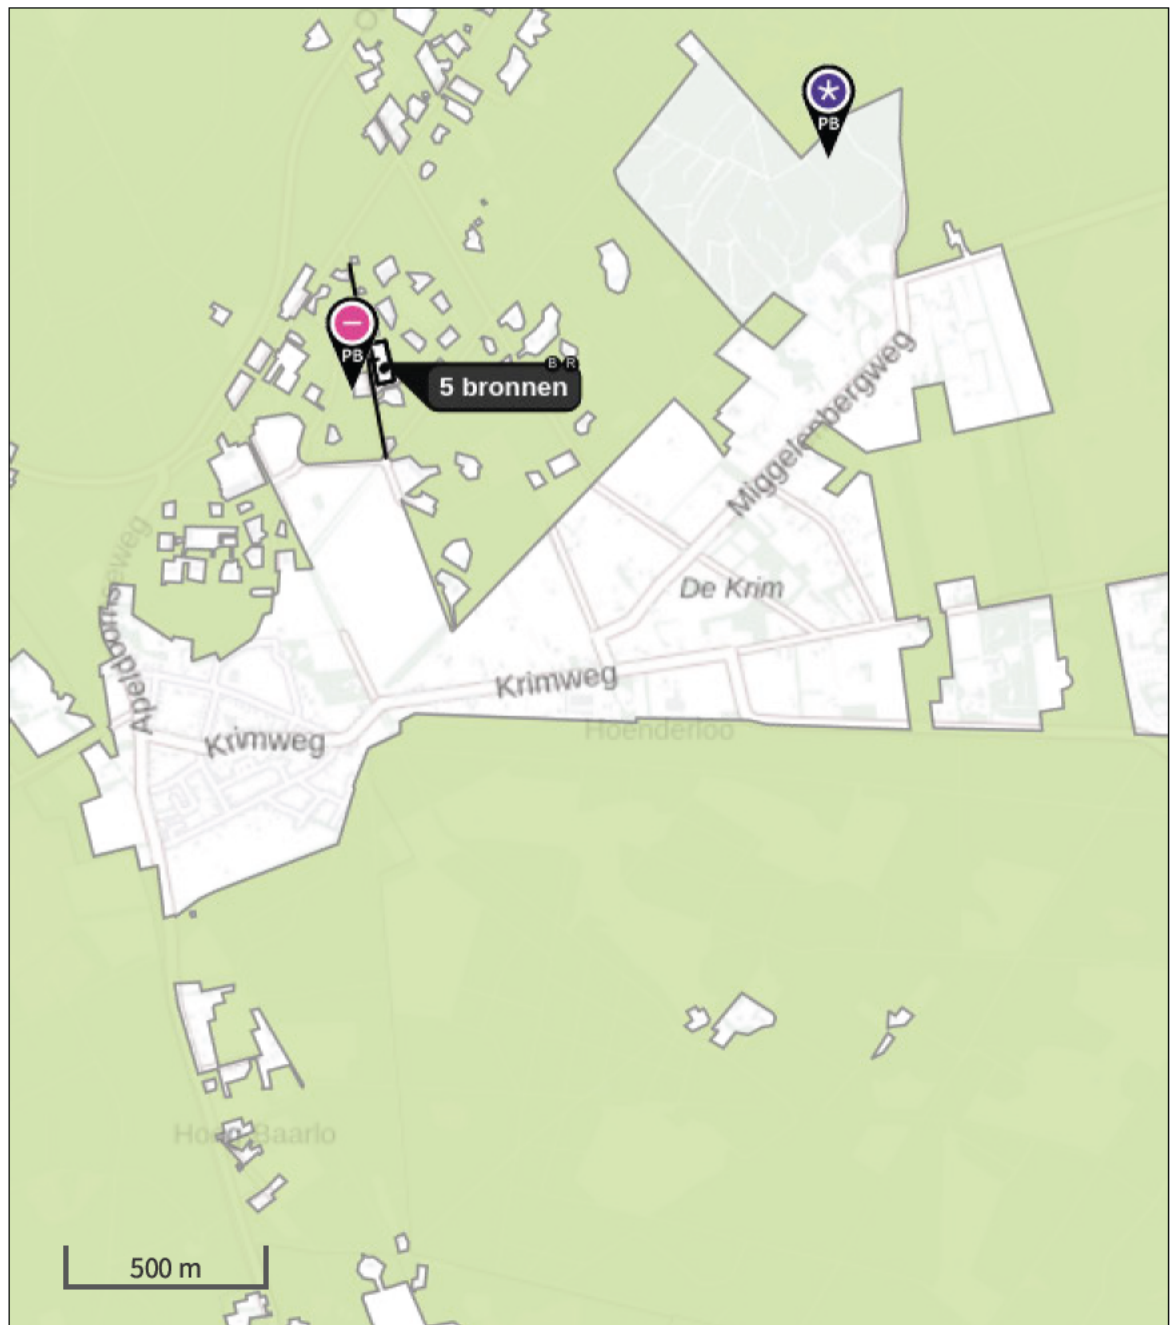 PB
PB
B R
5 bronnen
Miggelenbergweg
Apeldoornseweg
De Krim
Krimweg
Hoenderloo
Krimweg
Hoog Baarlo
500 m